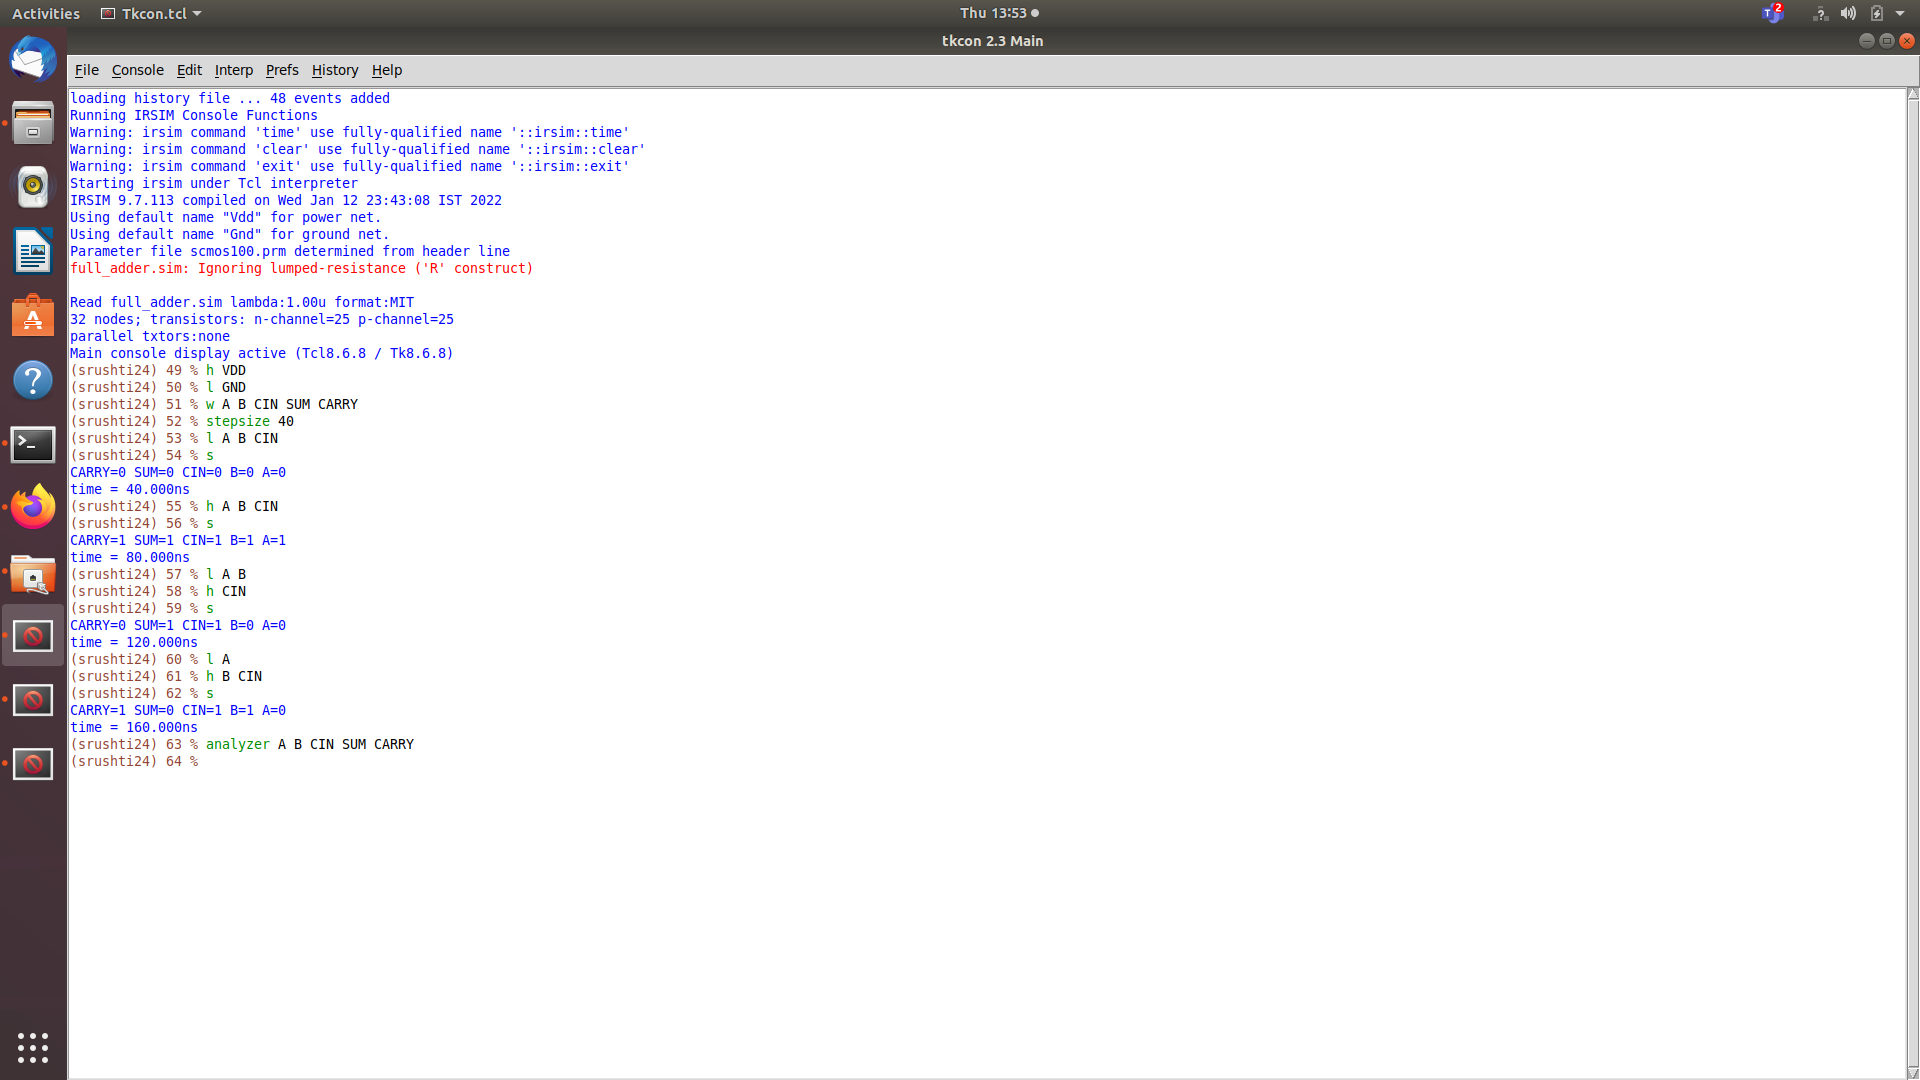 Activities Tkcon.tcl Thu 13:53 2
tkcon 2.3 Main
File Console Edit Interp Prefs History Help
loading history file ... 48 events added
Running IRSIM Console Functions
Warning: irsim command 'time' use fully-qualified name '::irsim::time'
Warning: irsim command 'clear' use fully-qualified name '::irsim::clear'
Warning: irsim command 'exit' use fully-qualified name '::irsim::exit'
Starting irsim under Tcl interpreter
IRSIM 9.7.113 compiled on Wed Jan 12 23:43:08 IST 2022
Using default name "Vdd" for power net.
Using default name "Gnd" for ground net.
Parameter file scmos100.prm determined from header line
full_adder.sim: Ignoring lumped-resistance ('R' construct)
Read full_adder.sim lambda:1.00u format:MIT
32 nodes; transistors: n-channel=25 p-channel=25
parallel txtors:none
Main console display active (Tcl8.6.8 / Tk8.6.8)
(srushti24) 49 % h VDD
(srushti24) 50 % l GND
(srushti24) 51 % w A B CIN SUM CARRY
(srushti24) 52 % stepsize 40
(srushti24) 53 % l A B CIN
(srushti24) 54 % s
CARRY=0 SUM=0 CIN=0 B=0 A=0
time = 40.000ns
(srushti24) 55 % h A B CIN
(srushti24) 56 % s
CARRY=1 SUM=1 CIN=1 B=1 A=1
time = 80.000ns
(srushti24) 57 % l A B
(srushti24) 58 % h CIN
(srushti24) 59 % s
CARRY=0 SUM=1 CIN=1 B=0 A=0
time = 120.000ns
(srushti24) 60 % l A
(srushti24) 61 % h B CIN
(srushti24) 62 % s
CARRY=1 SUM=0 CIN=1 B=1 A=0
time = 160.000ns
(srushti24) 63 % analyzer A B CIN SUM CARRY
(srushti24) 64 %